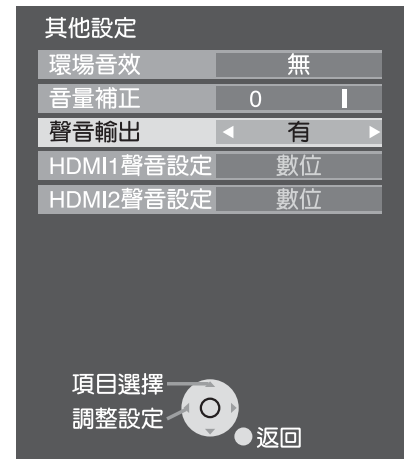 其他設定
環場音效 無
音量補正 0
聲音輸出 有
HDMI1聲音設定 數位
HDMI2聲音設定 數位
項目選擇
調整設定
返回